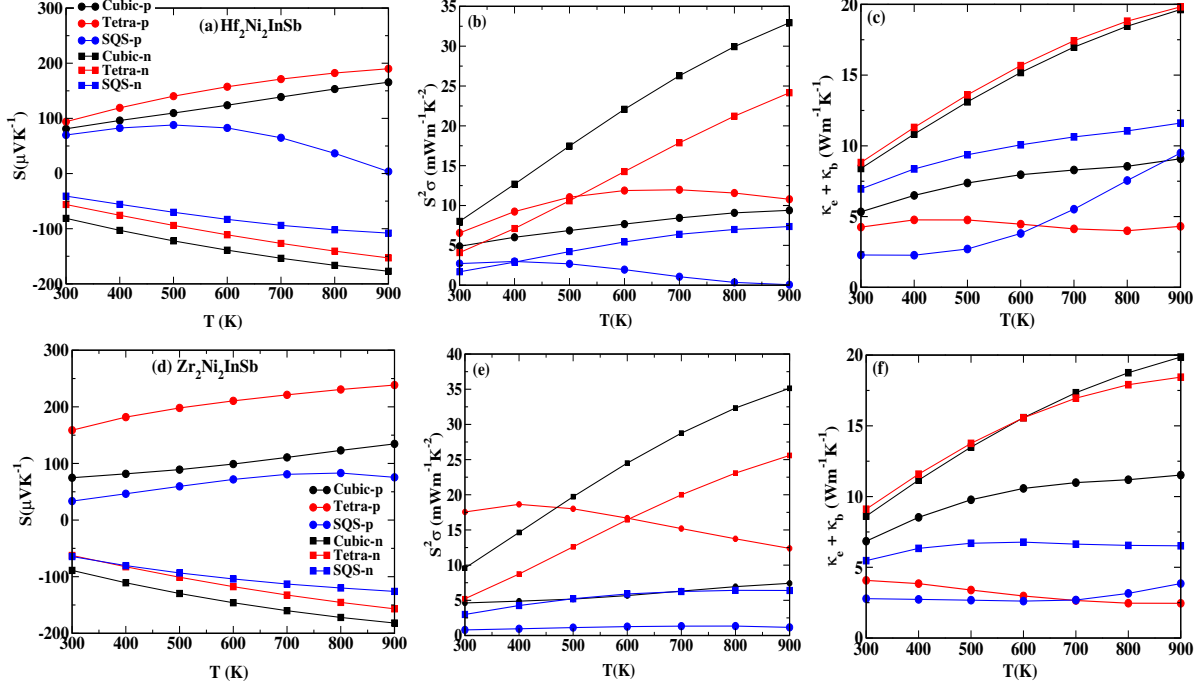 (a) Hf₂Ni₂InSb
Cubic-p
Tetra-p
SQS-p
Cubic-n
Tetra-n
SQS-n
S(μVK⁻¹)
300
200
100
0
-100
-200
300 400 500 600 700 800 900
T (K)
(b)
S²σ (mWm⁻¹K⁻²)
35
30
25
20
15
10
5
0
300 400 500 600 700 800 900
T(K)
(c)
κₑ + κ_b (Wm⁻¹K⁻¹)
20
15
10
5
0
300 400 500 600 700 800 900
T(K)
(d) Zr₂Ni₂InSb
S(μVK⁻¹)
300
200
100
0
-100
-200
Cubic-p
Tetra-p
SQS-p
Cubic-n
Tetra-n
SQS-n
300 400 500 600 700 800 900
T (K)
(e)
S²σ (mWm⁻¹K⁻²)
40
35
30
25
20
15
10
5
0
300 400 500 600 700 800 900
T(K)
(f)
κₑ + κ_b (Wm⁻¹K⁻¹)
20
15
10
5
0
300 400 500 600 700 800 900
T(K)